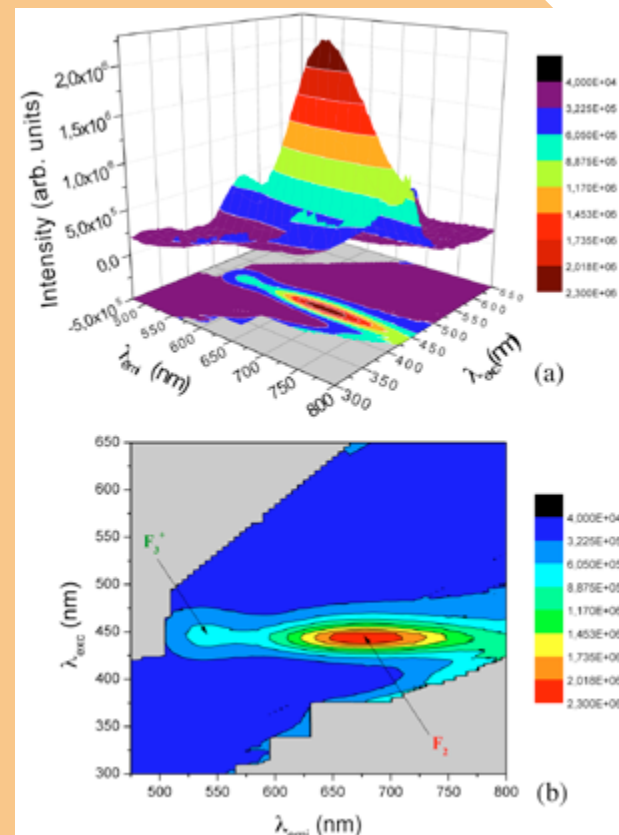 2,0x10⁶
1,5x10⁶
1,0x10⁶
5,0x10⁵
0,0
-5,0x10⁵
Intensity (arb. units)
500
550
600
650
700
750
800
λemi (nm)
300
350
400
450
500
550
600
650
4,000E+04
3,225E+05
6,050E+05
8,875E+05
1,170E+06
1,453E+06
1,735E+06
2,018E+06
2,300E+06
(a)
650
600
550
500
450
400
350
300
λexc (nm)
F₃⁺
F₂
4,000E+04
3,225E+05
6,050E+05
8,875E+05
1,170E+06
1,453E+06
1,735E+06
2,018E+06
2,300E+06
(b)
500 550 600 650 700 750 800
λemi (nm)